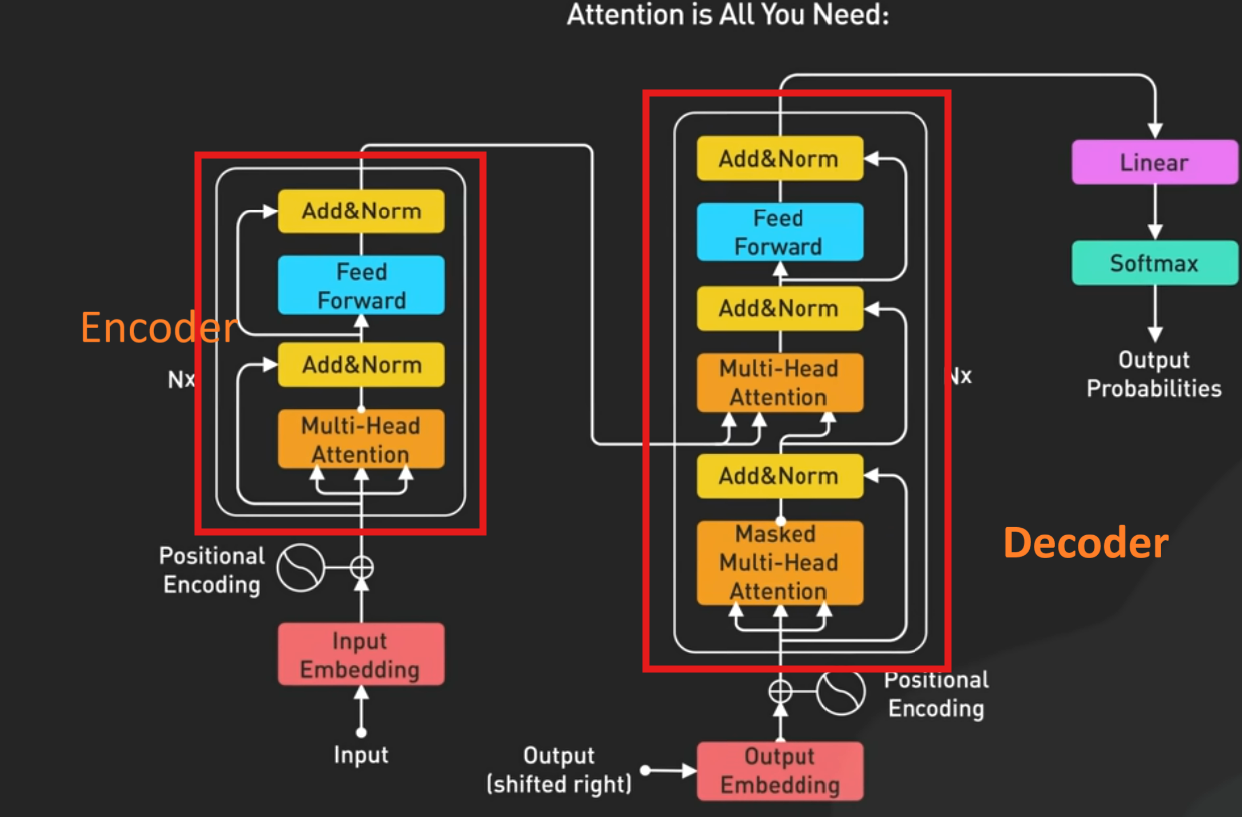 Attention is All You Need:
Encoder
Nx
Add&Norm
Feed
Forward
Add&Norm
Multi-Head
Attention
Positional
Encoding
Input
Embedding
Input
Decoder
Nx
Add&Norm
Feed
Forward
Add&Norm
Multi-Head
Attention
Add&Norm
Masked
Multi-Head
Attention
Positional
Encoding
Output
(shifted right)
Output
Embedding
Linear
Softmax
Output
Probabilities